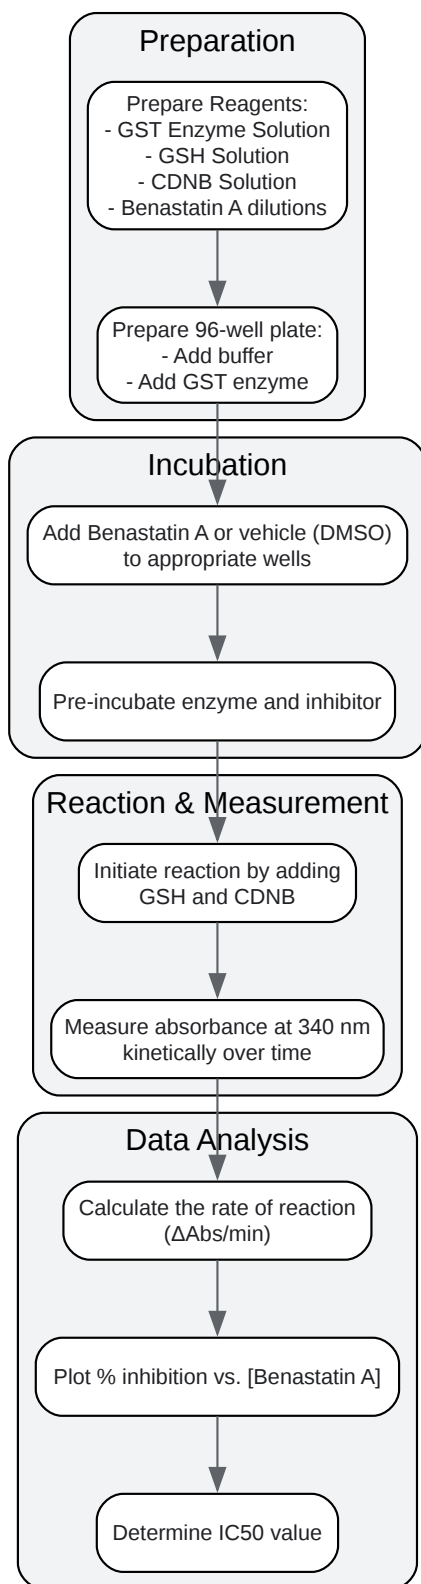 Preparation
Prepare Reagents:
- GST Enzyme Solution
- GSH Solution
- CDNB Solution
- Benastatin A dilutions
Prepare 96-well plate:
- Add buffer
- Add GST enzyme
Incubation
Add Benastatin A or vehicle (DMSO)
to appropriate wells
Pre-incubate enzyme and inhibitor
Reaction & Measurement
Initiate reaction by adding
GSH and CDNB
Measure absorbance at 340 nm
kinetically over time
Data Analysis
Calculate the rate of reaction
(ΔAbs/min)
Plot % inhibition vs. [Benastatin A]
Determine IC50 value